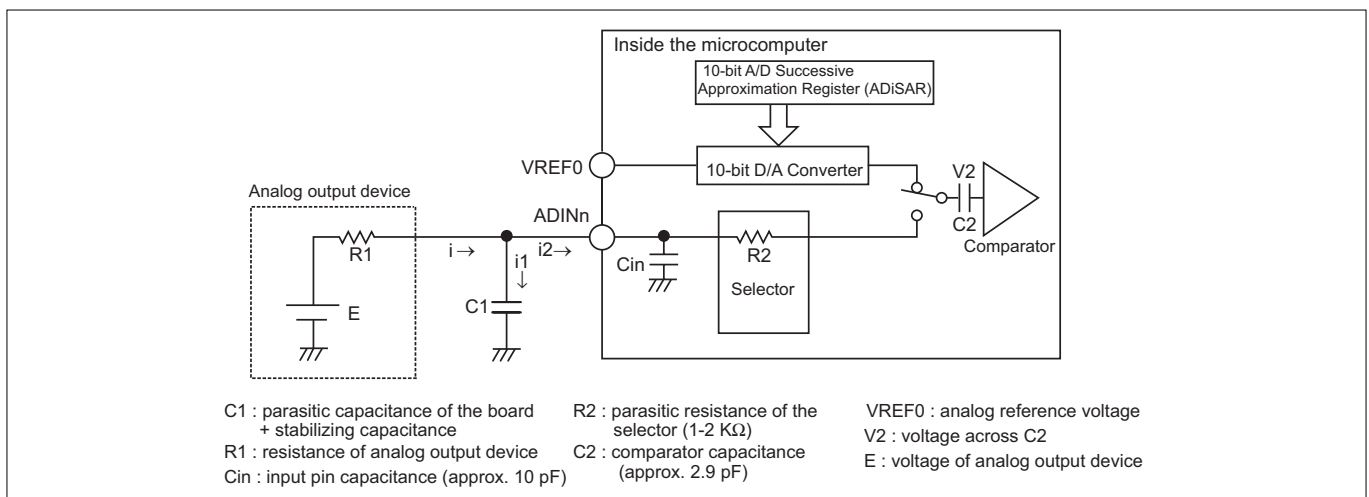 Inside the microcomputer
10-bit A/D Successive
Approximation Register (ADiSAR)
VREF0
10-bit D/A Converter
V2
C2
Comparator
Analog output device
ADINn
R1
i→
i1
↓
i2→
Cin
R2
Selector
C1
E
C1 : parasitic capacitance of the board
+ stabilizing capacitance
R1 : resistance of analog output device
Cin : input pin capacitance (approx. 10 pF)
R2 : parasitic resistance of the
selector (1-2 KΩ)
C2 : comparator capacitance
(approx. 2.9 pF)
VREF0 : analog reference voltage
V2 : voltage across C2
E : voltage of analog output device